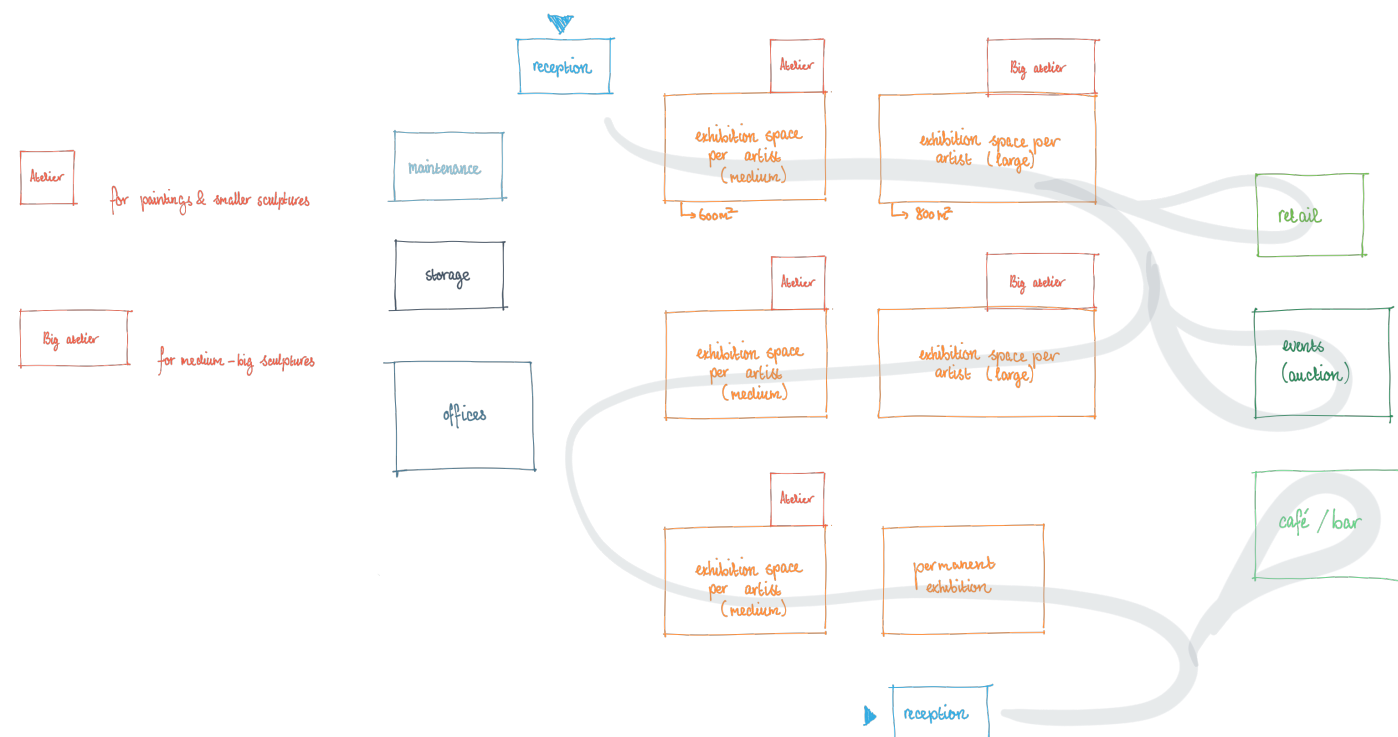 reception
Atelier
Big atelier
exhibition space
per artist
(medium)
↳ 600m²
exhibition space per
artist (large)
↳ 800m²
Atelier
for paintings & smaller sculptures
maintenance
storage
retail
Big atelier
for medium-big sculptures
offices
Atelier
Big atelier
exhibition space
per artist
(medium)
exhibition space per
artist (large)
events
(auction)
Atelier
exhibition space
per artist
(medium)
permanent
exhibition
café / bar
reception